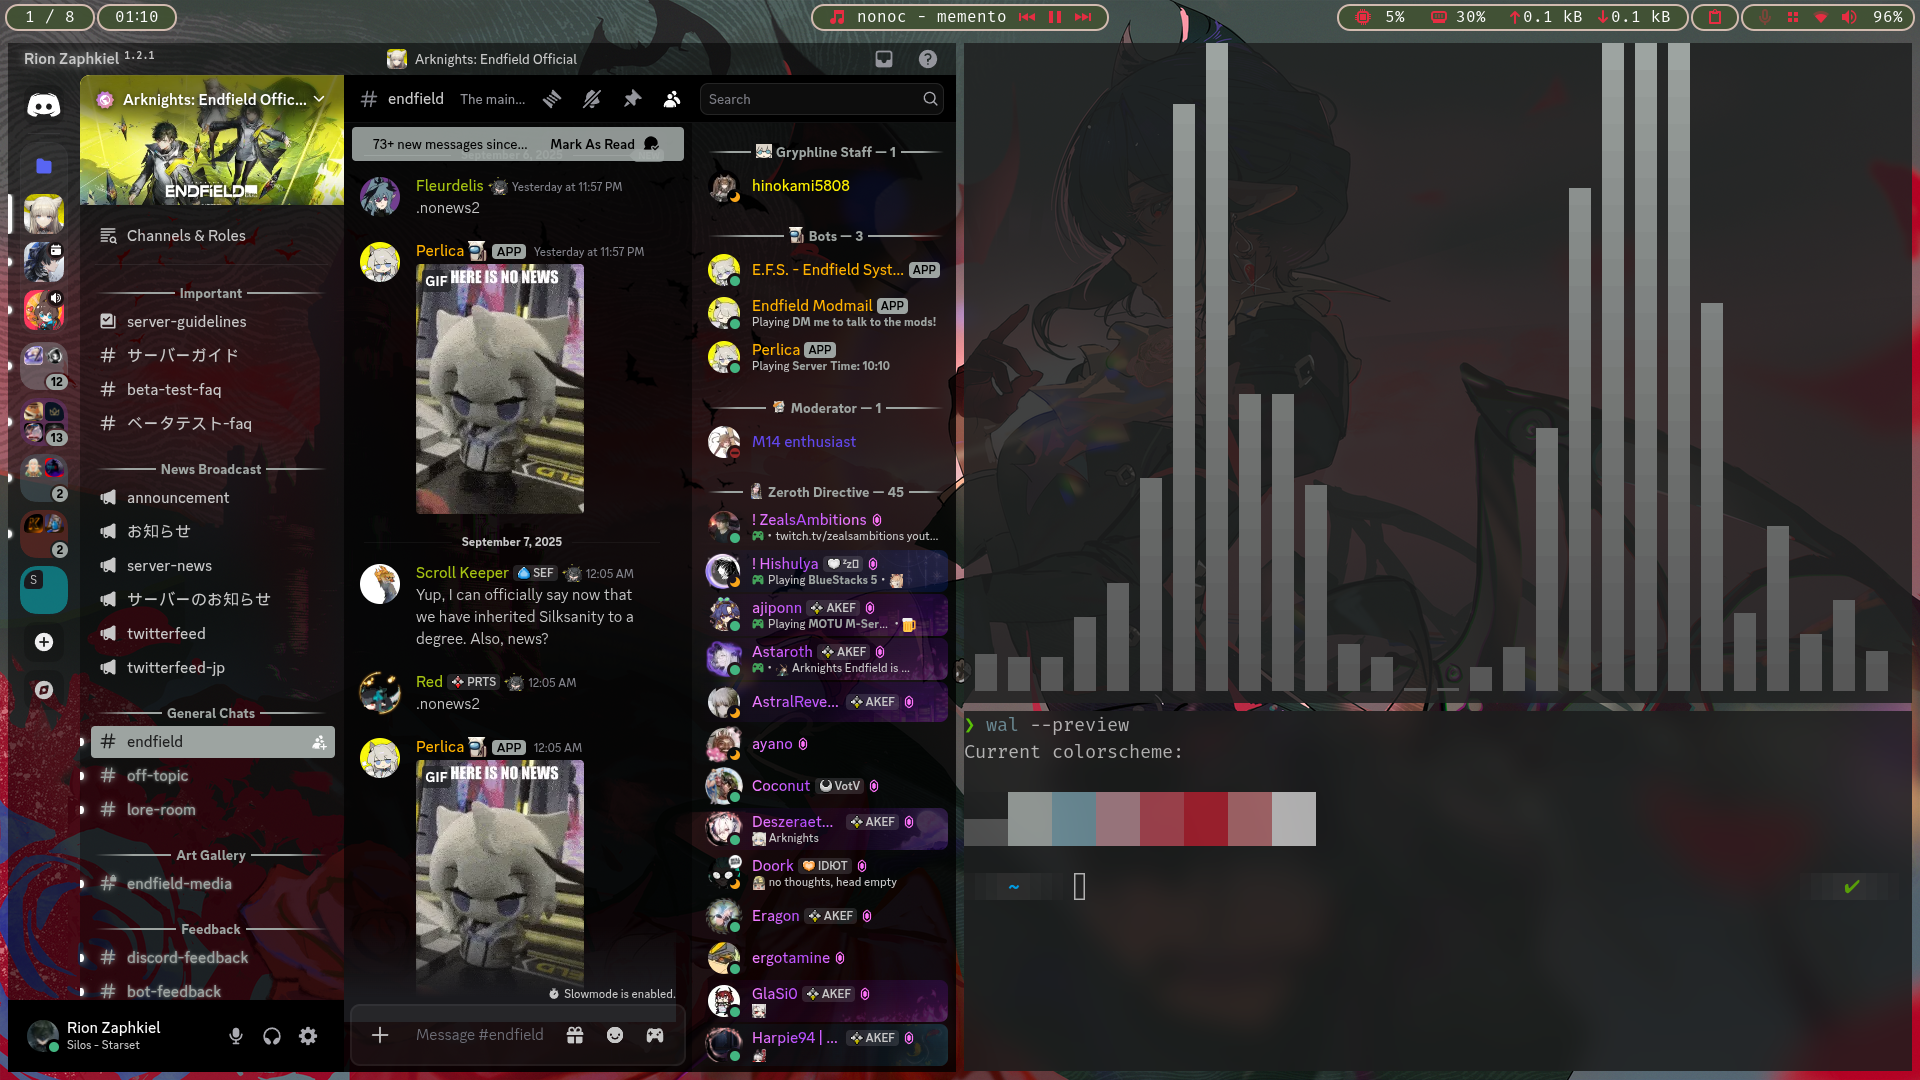 1 / 8
01:10
nonoc - memento
5%
30%
0.1 kB
0.1 kB
96%
Rion Zaphkiel 1.2.1
Arknights: Endfield Official
Arknights: Endfield Offic...
ENDFIELD
Channels & Roles
Important
server-guidelines
サーバーガイド
beta-test-faq
ベータテスト-faq
News Broadcast
announcement
お知らせ
server-news
サーバーのお知らせ
twitterfeed
twitterfeed-jp
General Chats
endfield
off-topic
lore-room
Art Gallery
endfield-media
Feedback
discord-feedback
bot-feedback
12
13
2
2
S
Rion Zaphkiel
Silos - Starset
endfield
The main...
Search
73+ new messages since...
Mark As Read
September 6, 2025
Fleurdelis Yesterday at 11:57 PM
.nonews2
Perlica APP Yesterday at 11:57 PM
GIF HERE IS NO NEWS
September 7, 2025
Scroll Keeper SEF 12:05 AM
Yup, I can officially say now that
we have inherited Silksanity to a
degree. Also, news?
Red PRTS 12:05 AM
.nonews2
Perlica APP 12:05 AM
GIF HERE IS NO NEWS
Slowmode is enabled.
Message #endfield
Gryphline Staff — 1
hinokami5808
Bots — 3
E.F.S. - Endfield Syst... APP
Endfield Modmail APP
Playing DM me to talk to the mods!
Perlica APP
Playing Server Time: 10:10
Moderator — 1
M14 enthusiast
Zeroth Directive — 45
! ZealsAmbitions
• twitch.tv/zealsambitions yout...
! Hishulya
Playing BlueStacks 5 •
ajiponn AKEF
Playing MOTU M-Ser... •
Astaroth AKEF
• Arknights Endfield is ...
AstralReve... AKEF
ayano
Coconut VotV
Deszeraet... AKEF
Arknights
Doork IDIOT
no thoughts, head empty
Eragon AKEF
ergotamine
GlaSi0 AKEF
Harpie94 | ... AKEF
❯ wal --preview
Current colorscheme:
~